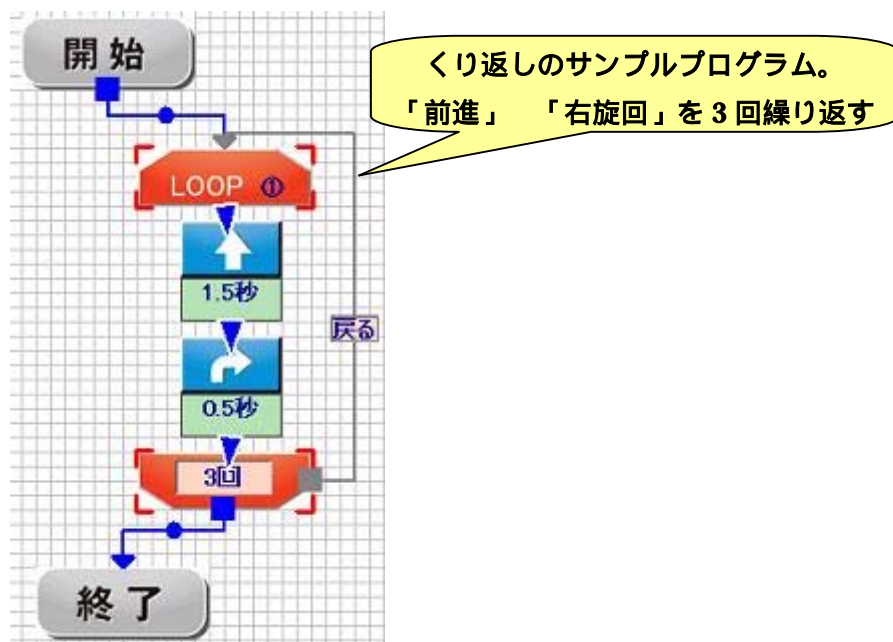 開始
くり返しのサンプルプログラム。
「前進」 「右旋回」を3回繰り返す
LOOP ①
1.5秒
戻る
0.5秒
3回
終了